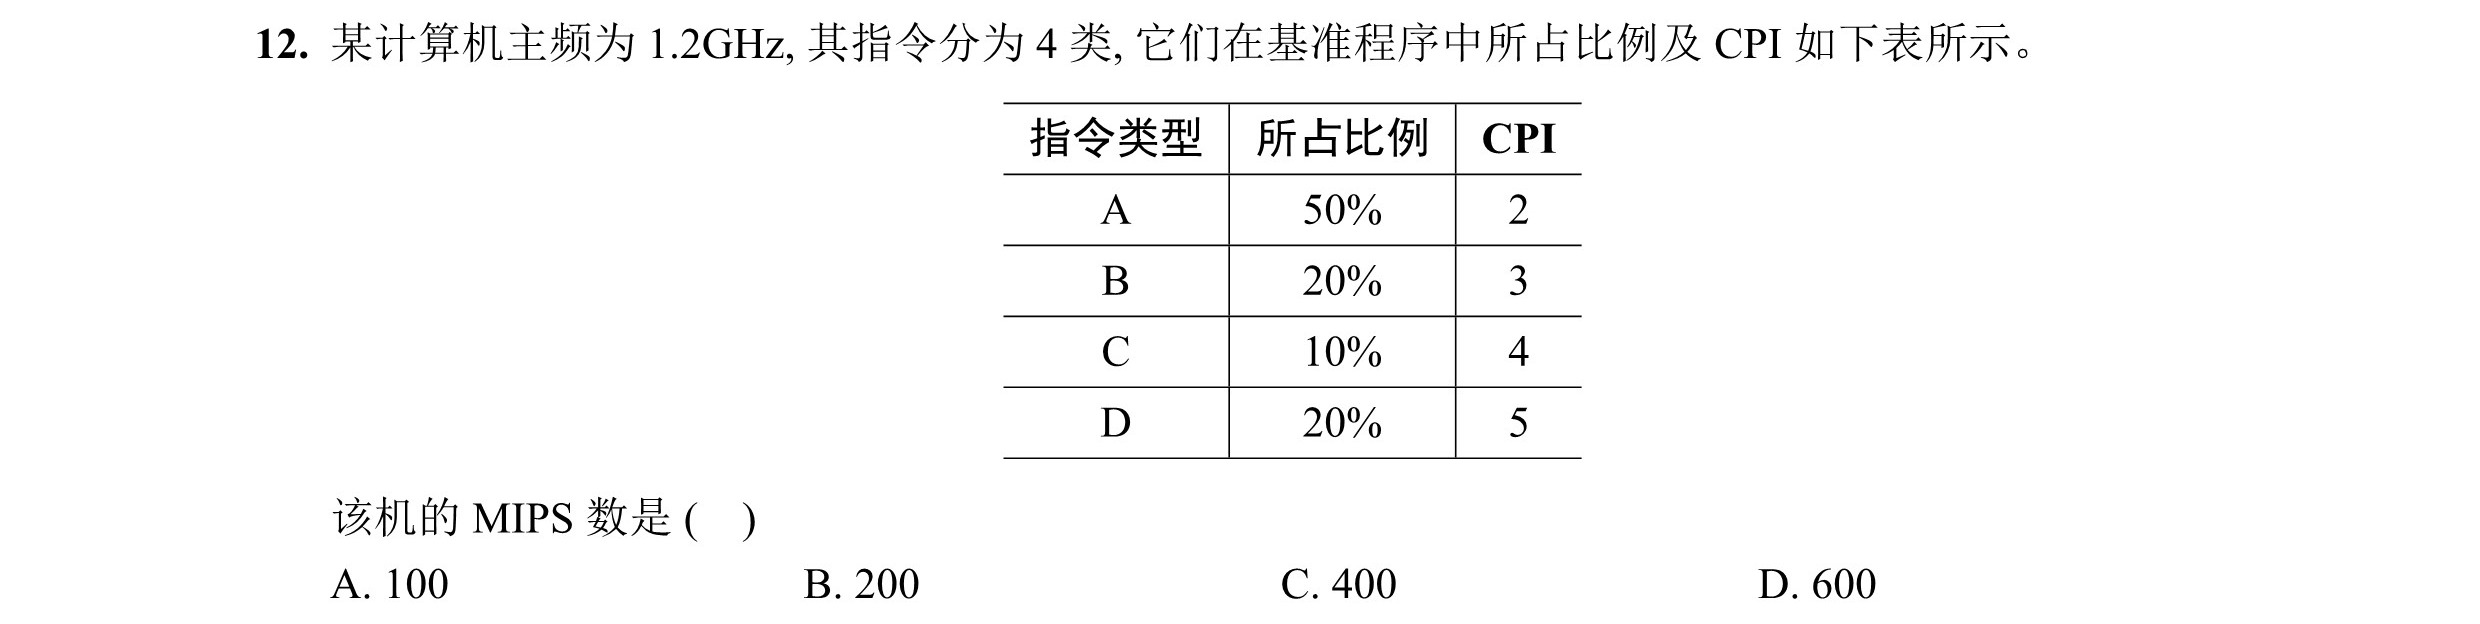 12. 某计算机主频为 1.2GHz, 其指令分为 4 类, 它们在基准程序中所占比例及 CPI 如下表所示。
指令类型 所占比例 CPI
A 50% 2
B 20% 3
C 10% 4
D 20% 5
该机的 MIPS 数是 ( )
A. 100 B. 200 C. 400 D. 600